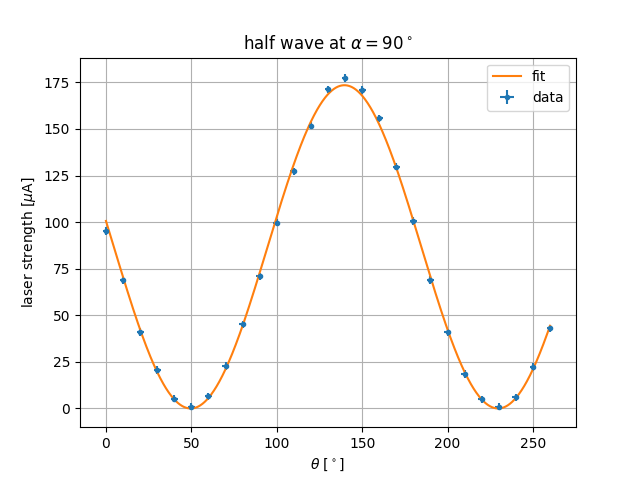 half wave at α = 90°
laser strength [μA]
175
150
125
100
75
50
25
0
fit
data
0 50 100 150 200 250
θ [°]